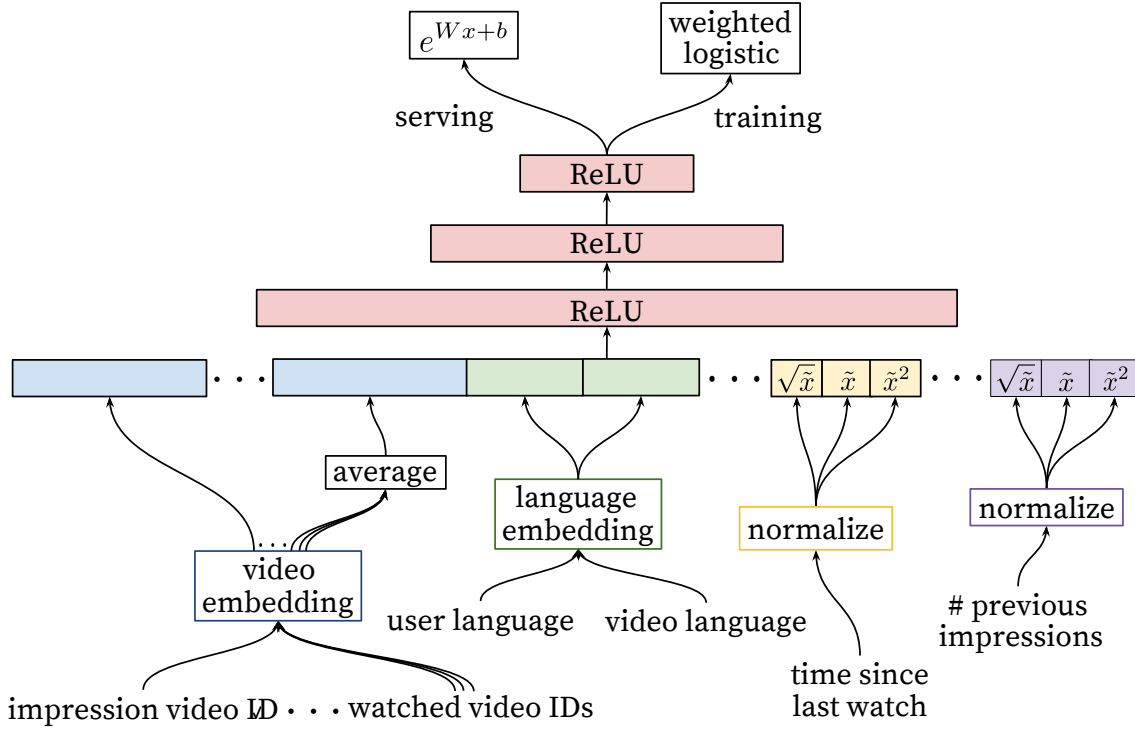 e^{Wx+b}
weighted
logistic
serving
training
ReLU
ReLU
ReLU
. . .
√x̃ x̃ x̃²
. . .
√x̃ x̃ x̃²
average
language
embedding
normalize
normalize
. . . .
video
embedding
user language
video language
# previous
impressions
time since
last watch
impression video ID . . . watched video IDs